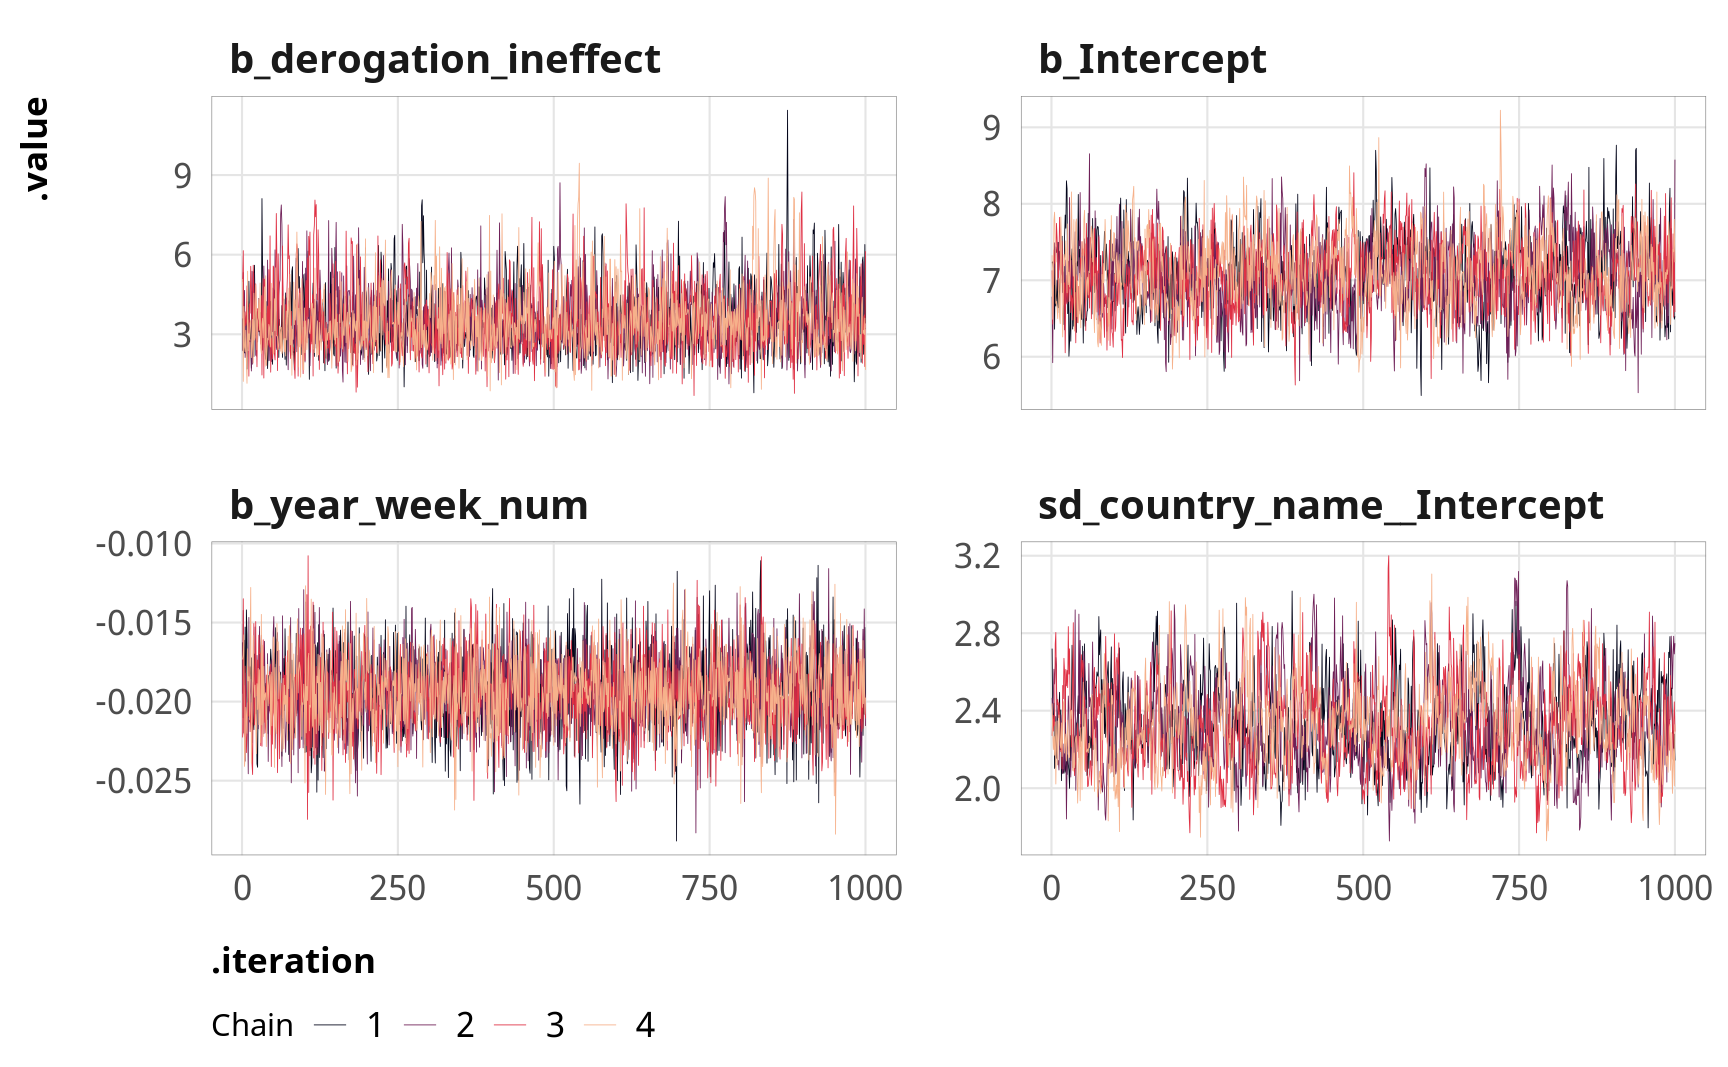 b_derogation_ineffect
b_Intercept
.value
9
6
3
9
8
7
6
b_year_week_num
sd_country_name__Intercept
-0.010
-0.015
-0.020
-0.025
3.2
2.8
2.4
2.0
0 250 500 750 1000
0 250 500 750 1000
.iteration
Chain 1 2 3 4